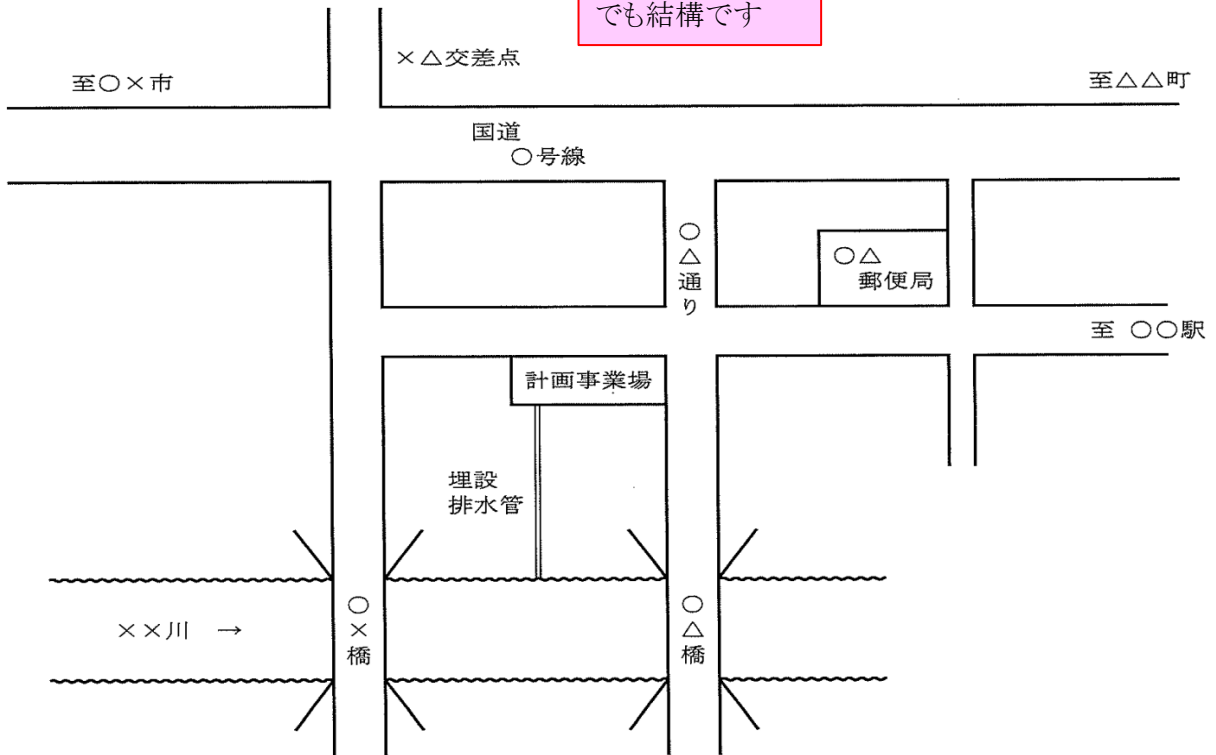 でも結構です
×△交差点
至○×市
至△△町
国道
○号線
○△通り
○△
郵便局
至 ○○駅
計画事業場
埋設
排水管
××川 →
○×橋
○△橋